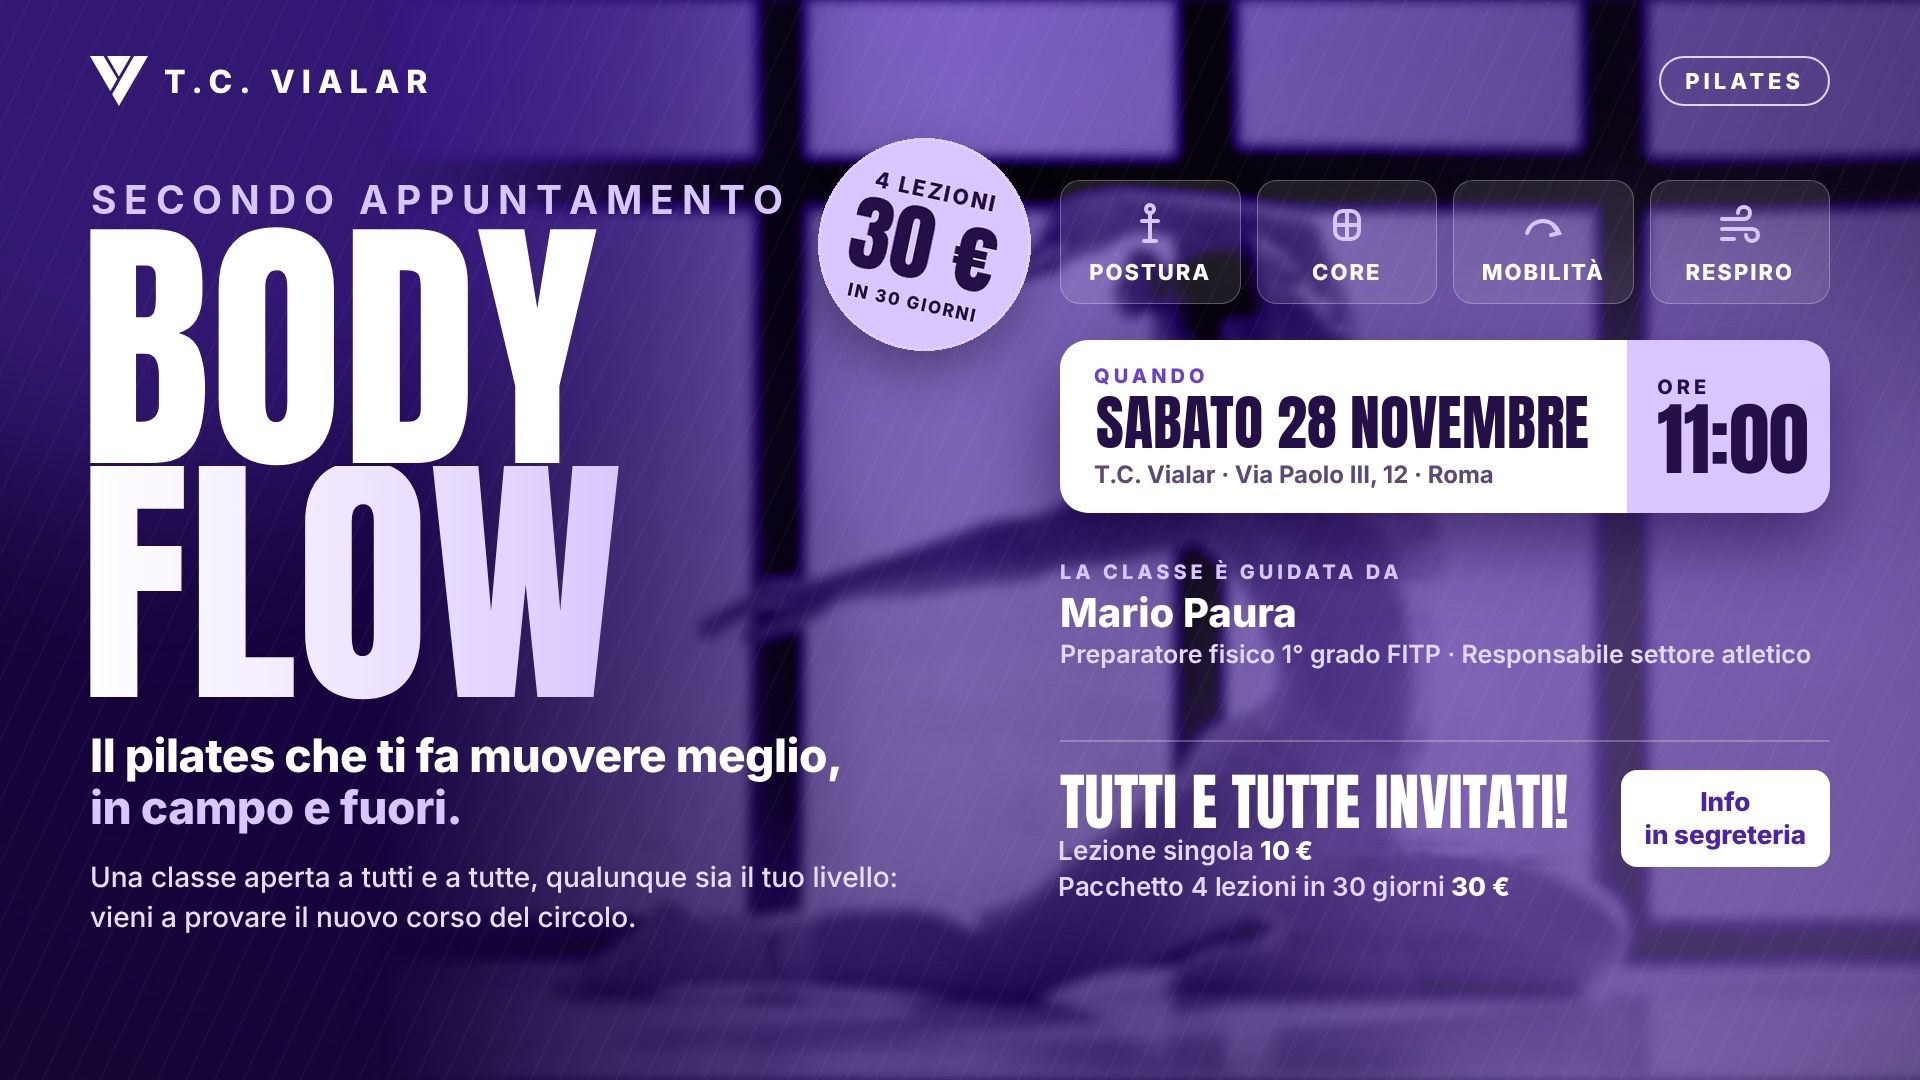 T.C. VIALAR
PILATES
SECONDO APPUNTAMENTO
BODY
FLOW
4 LEZIONI
30 €
IN 30 GIORNI
POSTURA
CORE
MOBILITÀ
RESPIRO
QUANDO
SABATO 28 NOVEMBRE
T.C. Vialar · Via Paolo III, 12 · Roma
ORE
11:00
LA CLASSE È GUIDATA DA
Mario Paura
Preparatore fisico 1° grado FITP · Responsabile settore atletico
Il pilates che ti fa muovere meglio,
in campo e fuori.
Una classe aperta a tutti e a tutte, qualunque sia il tuo livello:
vieni a provare il nuovo corso del circolo.
TUTTI E TUTTE INVITATI!
Lezione singola 10 €
Pacchetto 4 lezioni in 30 giorni 30 €
Info
in segreteria